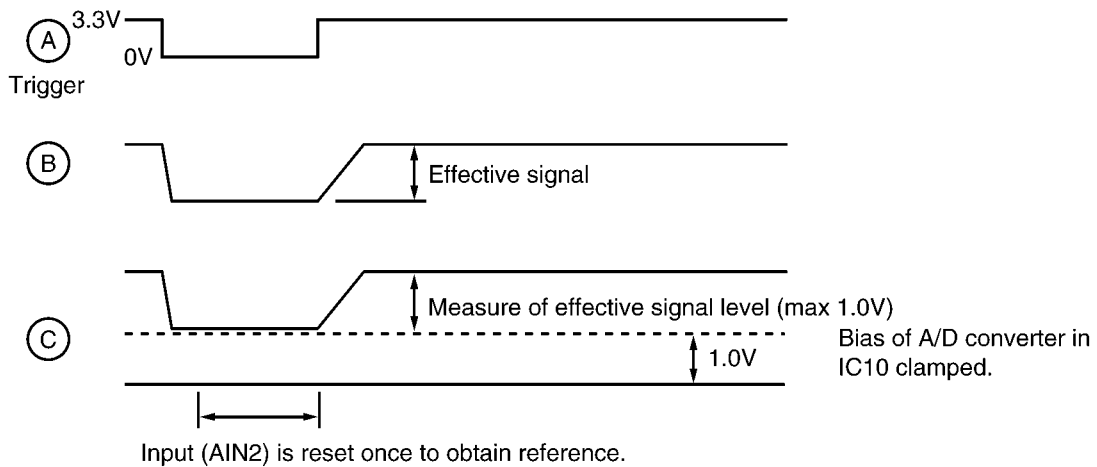 3.3V
A
0V
Trigger
B
Effective signal
Measure of effective signal level (max 1.0V)
C
Bias of A/D converter in
1.0V
IC10 clamped.
Input (AIN2) is reset once to obtain reference.